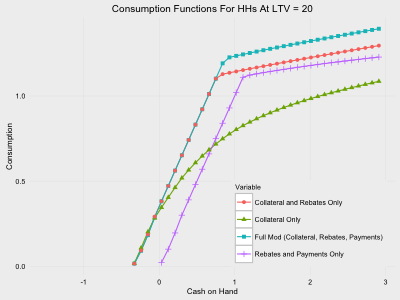 Consumption Functions For HHs At LTV = 20
Consumption
1.0
0.5
0.0
Variable
Collateral and Rebates Only
Collateral Only
Full Mod (Collateral, Rebates, Payments)
Rebates and Payments Only
-1
0
1
2
3
Cash on Hand